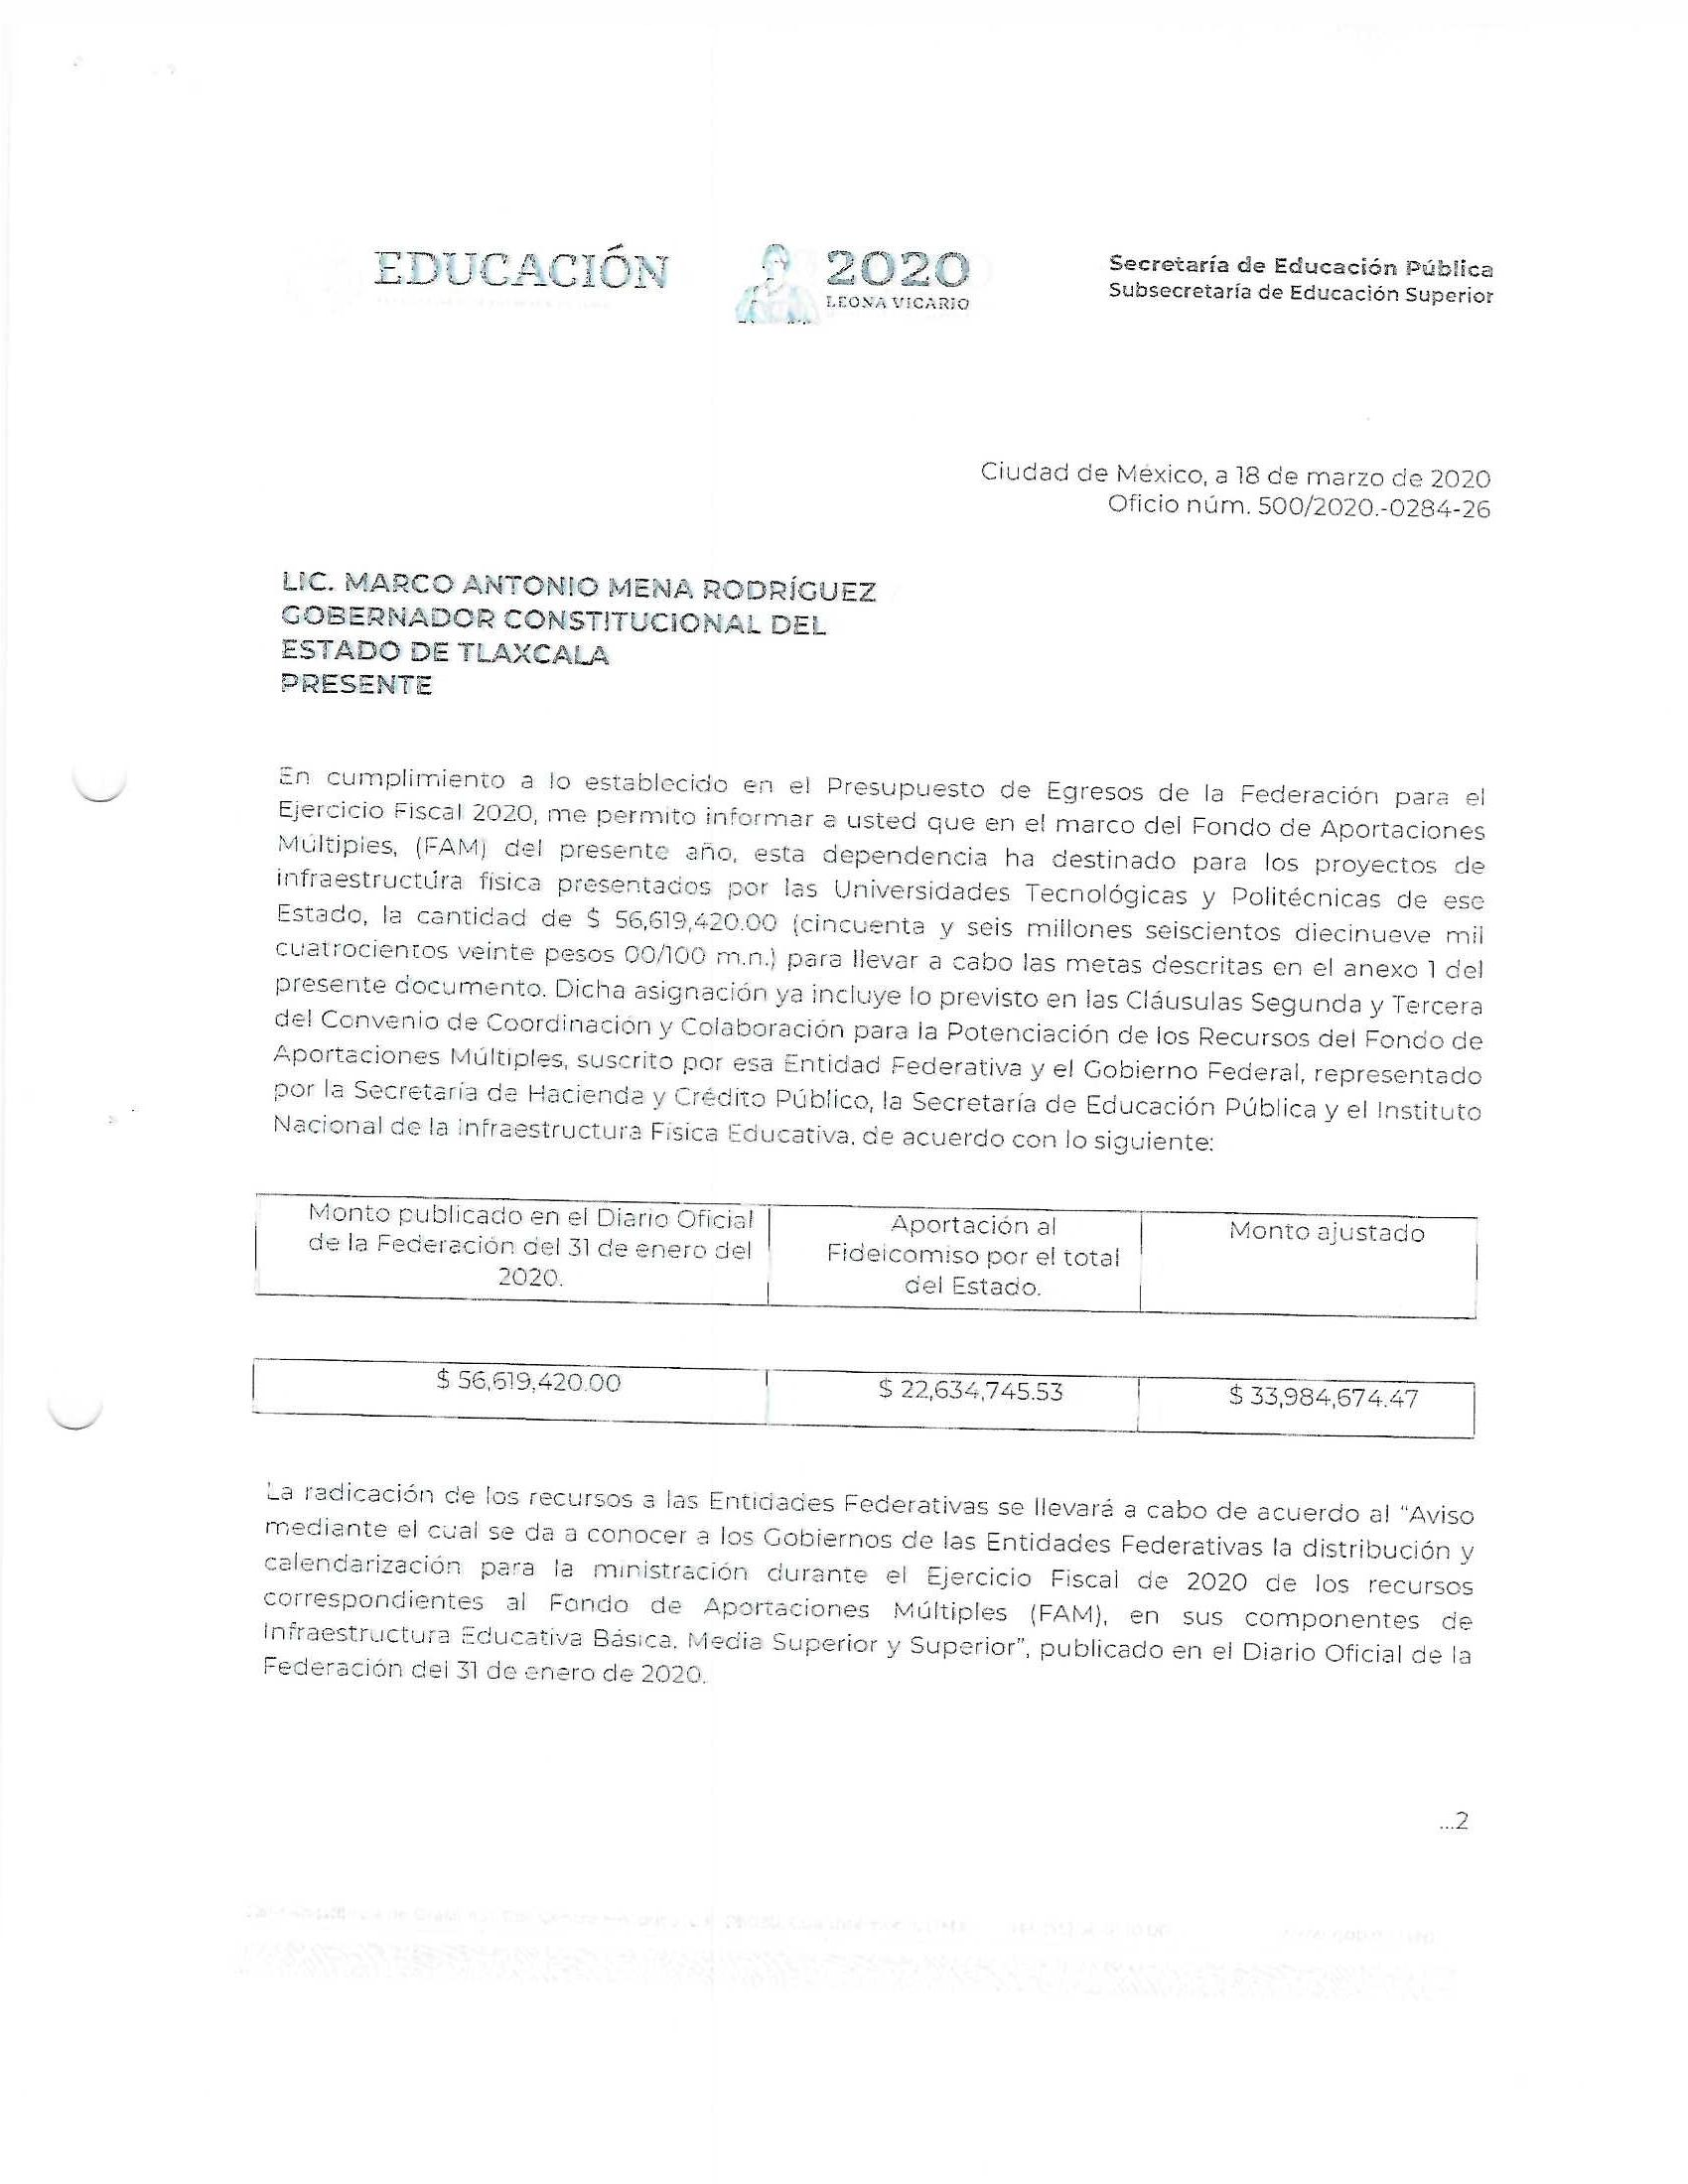 EDUCACIÓN
2020
LEONA VICARIO
Secretaría de Educación Pública
Subsecretaría de Educación Superior
Ciudad de México, a 18 de marzo de 2020
Oficio núm. 500/2020.-0284-26
LIC. MARCO ANTONIO MENA RODRÍGUEZ
GOBERNADOR CONSTITUCIONAL DEL
ESTADO DE TLAXCALA
PRESENTE
En cumplimiento a lo establecido en el Presupuesto de Egresos de la Federación para el
Ejercicio Fiscal 2020, me permito informar a usted que en el marco del Fondo de Aportaciones
Múltiples, (FAM) del presente año, esta dependencia ha destinado para los proyectos de
infraestructura física presentados por las Universidades Tecnológicas y Politécnicas de ese
Estado, la cantidad de $ 56,619,420.00 (cincuenta y seis millones seiscientos diecinueve mil
cuatrocientos veinte pesos 00/100 m.n.) para llevar a cabo las metas descritas en el anexo 1 del
presente documento. Dicha asignación ya incluye lo previsto en las Cláusulas Segunda y Tercera
del Convenio de Coordinación y Colaboración para la Potenciación de los Recursos del Fondo de
Aportaciones Múltiples, suscrito por esa Entidad Federativa y el Gobierno Federal, representado
por la Secretaría de Hacienda y Crédito Público, la Secretaría de Educación Pública y el Instituto
Nacional de la Infraestructura Física Educativa, de acuerdo con lo siguiente:
Monto publicado en el Diario Oficial
de la Federación del 31 de enero del
2020.
Aportación al
Fideicomiso por el total
del Estado.
Monto ajustado
$ 56,619,420.00
$ 22,634,745.53
$ 33,984,674.47
La radicación de los recursos a las Entidades Federativas se llevará a cabo de acuerdo al "Aviso
mediante el cual se da a conocer a los Gobiernos de las Entidades Federativas la distribución y
calendarización para la ministración durante el Ejercicio Fiscal de 2020 de los recursos
correspondientes al Fondo de Aportaciones Múltiples (FAM), en sus componentes de
Infraestructura Educativa Básica, Media Superior y Superior", publicado en el Diario Oficial de la
Federación del 31 de enero de 2020.
...2